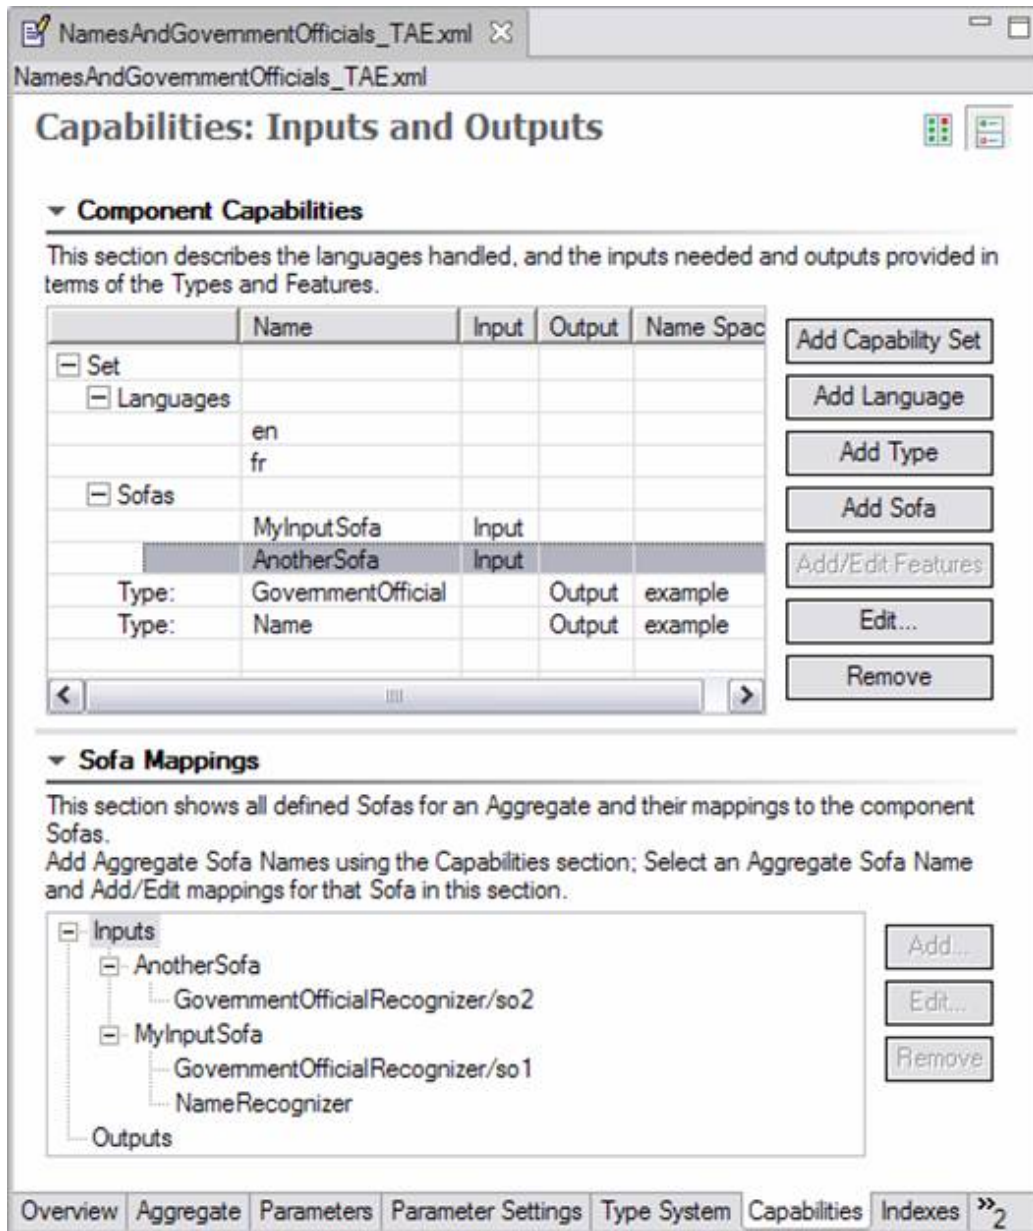 NamesAndGovernmentOfficials_TAE.xml
NamesAndGovernmentOfficials_TAE.xml
Capabilities: Inputs and Outputs
Component Capabilities
This section describes the languages handled, and the inputs needed and outputs provided in
terms of the Types and Features.
Name Input Output Name Spac
Add Capability Set
Set
Languages
Add Language
en
fr
Add Type
Sofas
Add Sofa
MyInputSofa Input
AnotherSofa Input
Add/Edit Features
Type: GovernmentOfficial Output example
Type: Name Output example
Edit...
Remove
Sofa Mappings
This section shows all defined Sofas for an Aggregate and their mappings to the component
Sofas.
Add Aggregate Sofa Names using the Capabilities section; Select an Aggregate Sofa Name
and Add/Edit mappings for that Sofa in this section.
Inputs
Add...
AnotherSofa
GovernmentOfficialRecognizer/so2
Edit...
MyInputSofa
GovernmentOfficialRecognizer/so1
Remove
NameRecognizer
Outputs
Overview Aggregate Parameters Parameter Settings Type System Capabilities Indexes »2